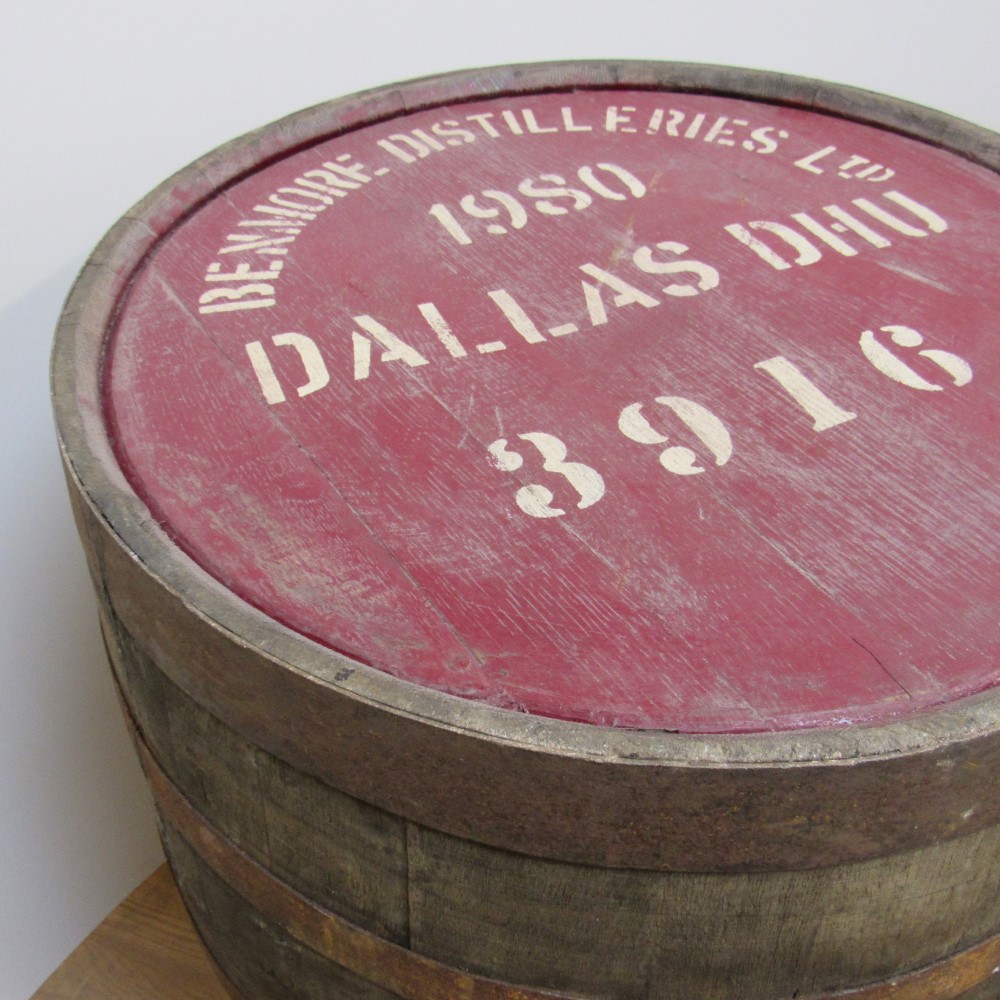 BENMORE DISTILLERIES LTD
1980
DALLAS DHU
3916